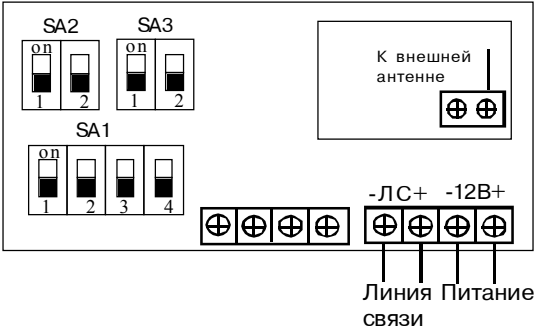 SA2 SA3
on on
1 2 1 2
SA1
on
1 2 3 4
К внешней
антенне
-ЛС+ -12В+
Линия Питание
связи